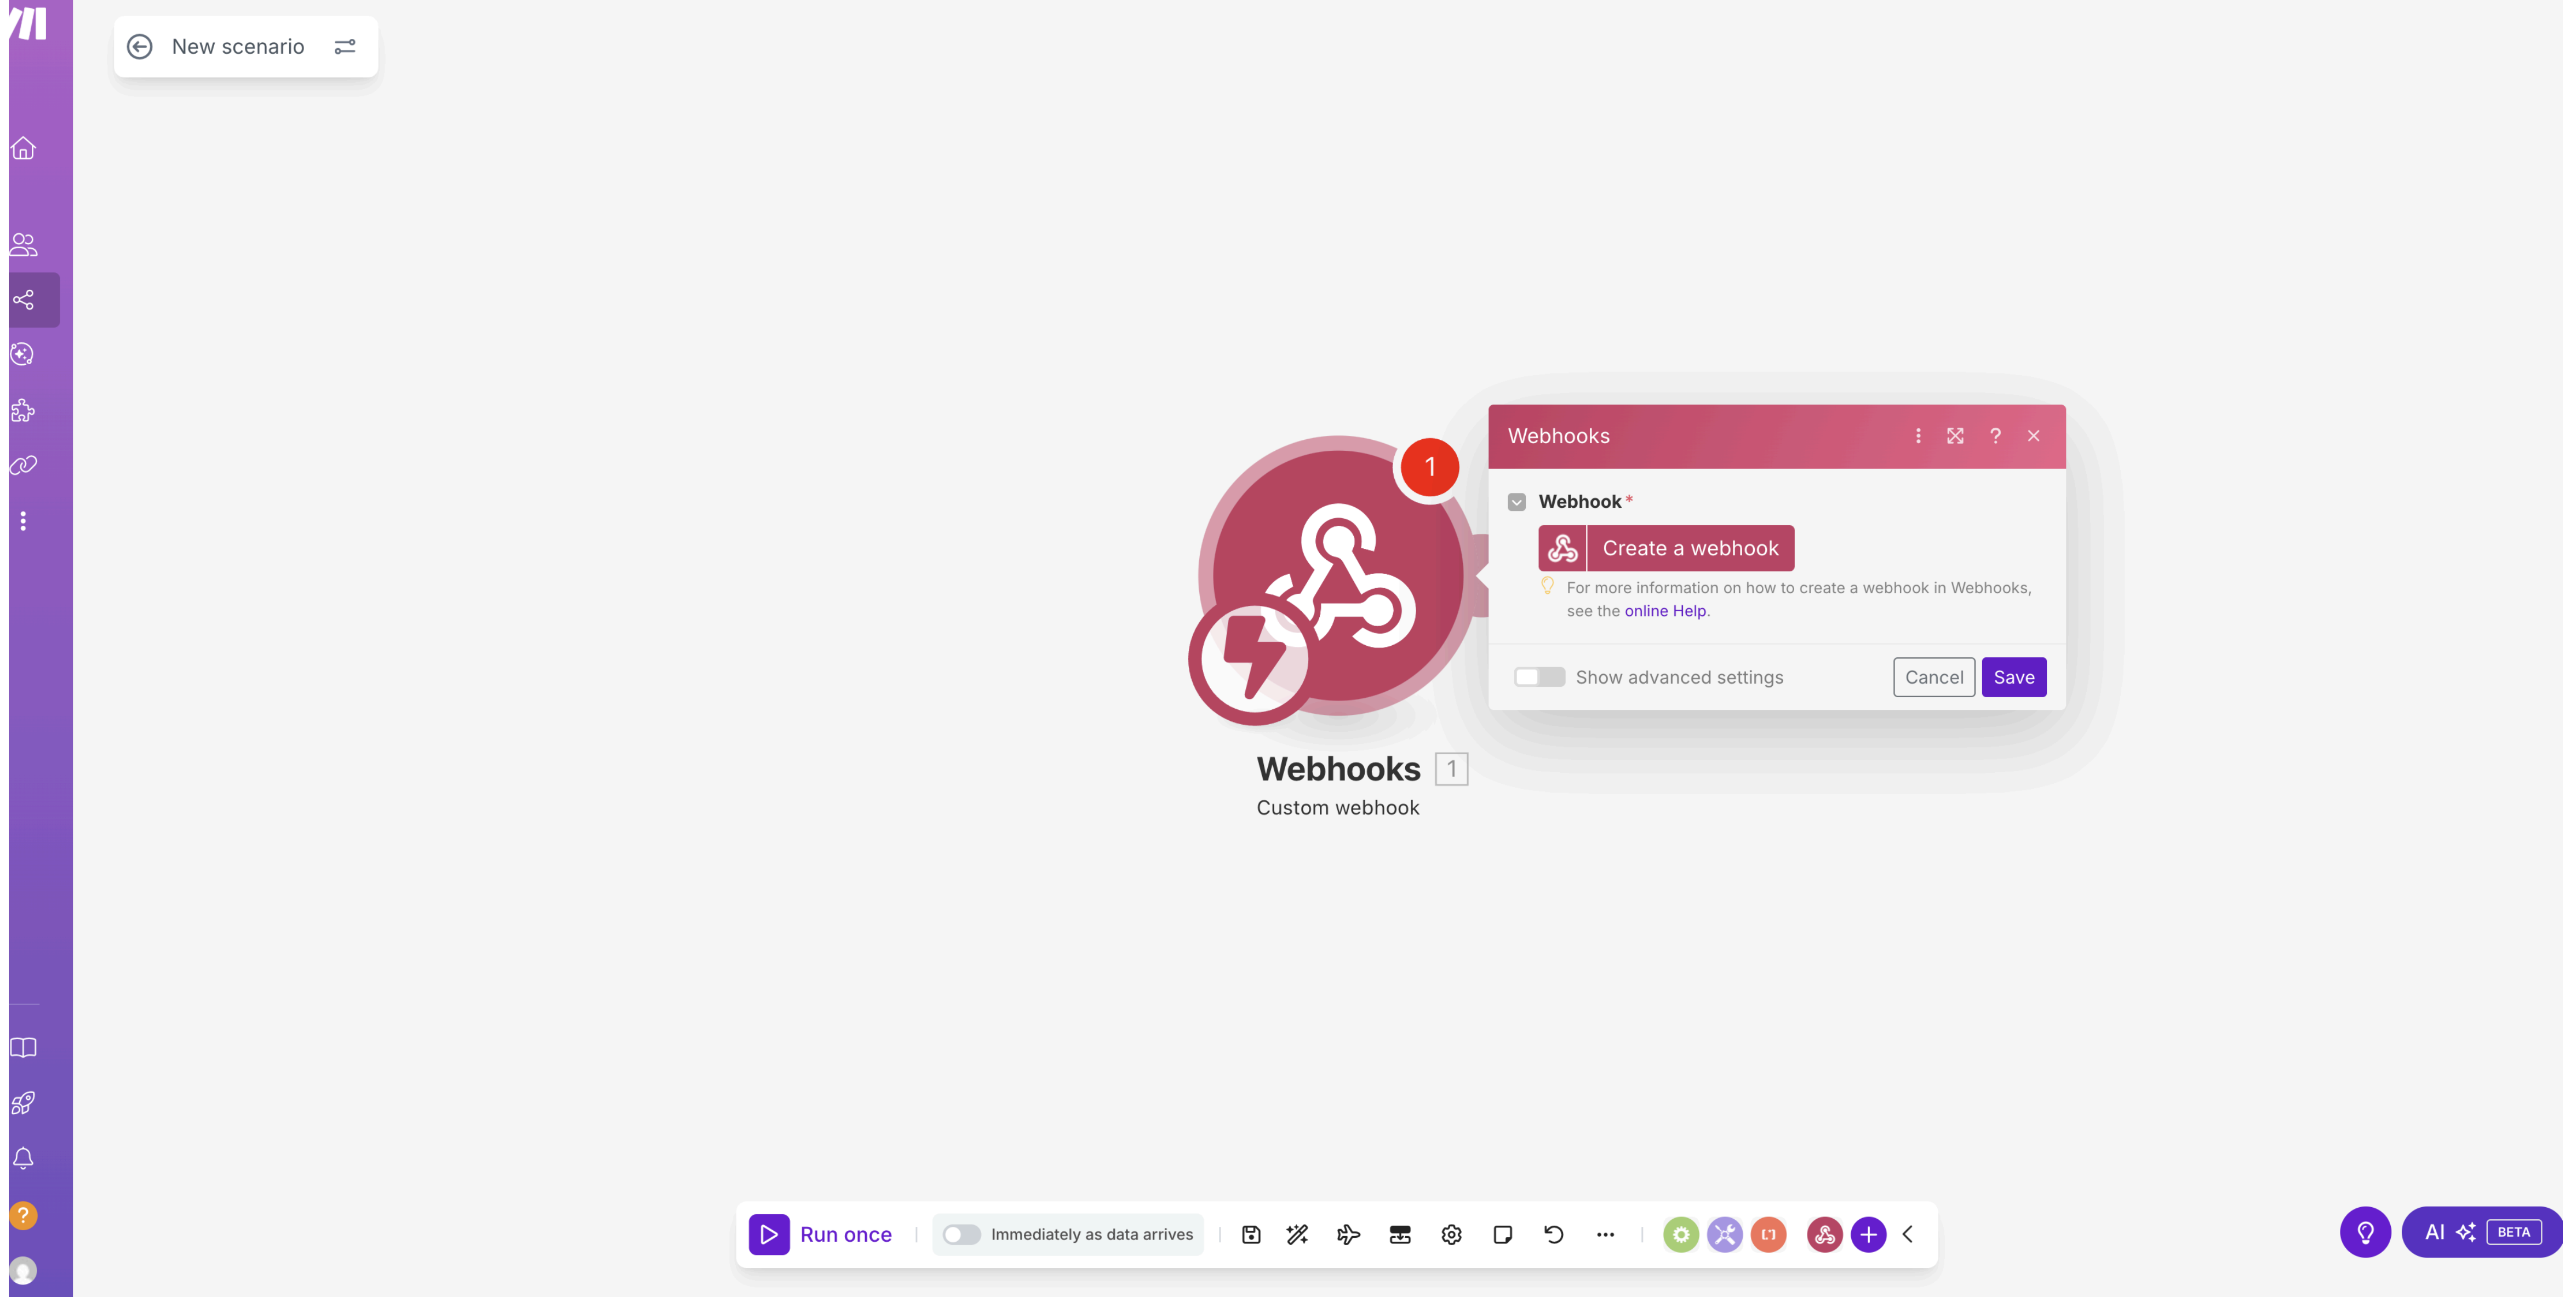 New scenario
1
Webhooks
?
Webhook*
Create a webhook
For more information on how to create a webhook in Webhooks,
see the online Help.
Show advanced settings
Cancel
Save
Webhooks 1
Custom webhook
?
Run once
Immediately as data arrives
AI
BETA